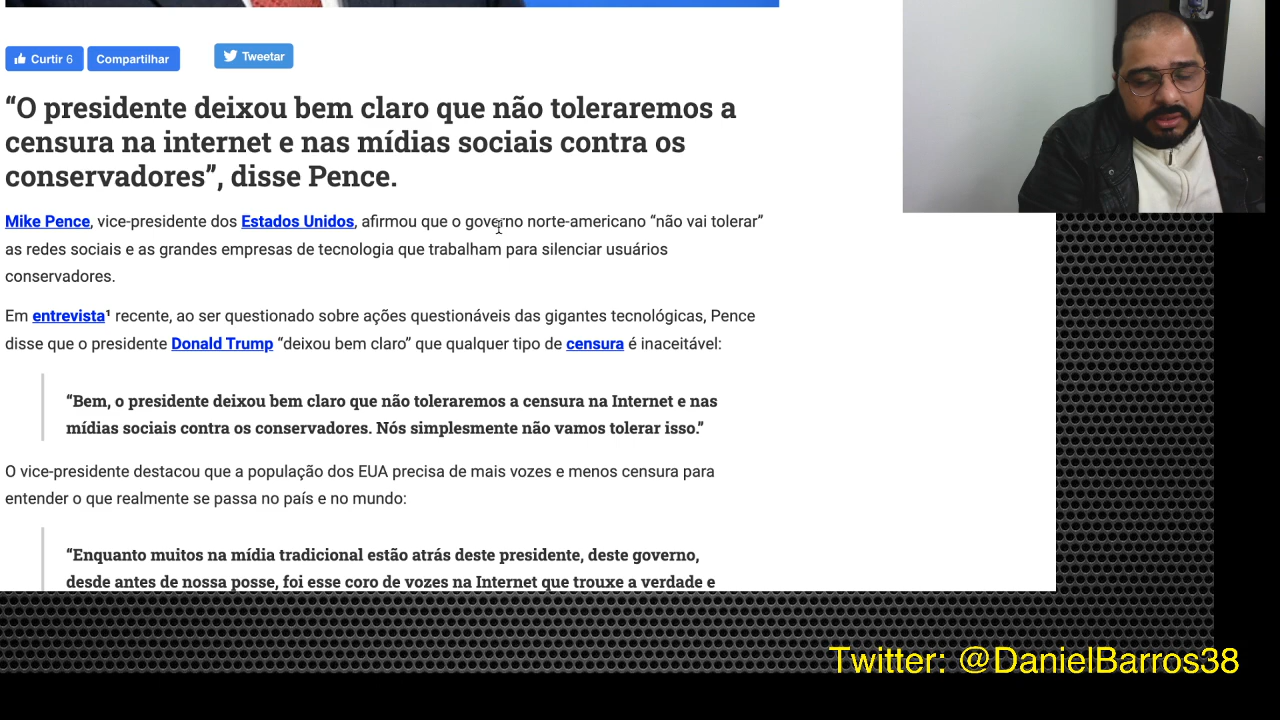 Curtir 6 Compartilhar Tweetar
“O presidente deixou bem claro que não toleraremos a
censura na internet e nas mídias sociais contra os
conservadores”, disse Pence.
Mike Pence, vice-presidente dos Estados Unidos, afirmou que o governo norte-americano “não vai tolerar”
as redes sociais e as grandes empresas de tecnologia que trabalham para silenciar usuários
conservadores.
Em entrevista¹ recente, ao ser questionado sobre ações questionáveis das gigantes tecnológicas, Pence
disse que o presidente Donald Trump “deixou bem claro” que qualquer tipo de censura é inaceitável:
“Bem, o presidente deixou bem claro que não toleraremos a censura na Internet e nas
mídias sociais contra os conservadores. Nós simplesmente não vamos tolerar isso.”
O vice-presidente destacou que a população dos EUA precisa de mais vozes e menos censura para
entender o que realmente se passa no país e no mundo:
“Enquanto muitos na mídia tradicional estão atrás deste presidente, deste governo,
desde antes de nossa posse, foi esse coro de vozes na Internet que trouxe a verdade e
Twitter: @DanielBarros38